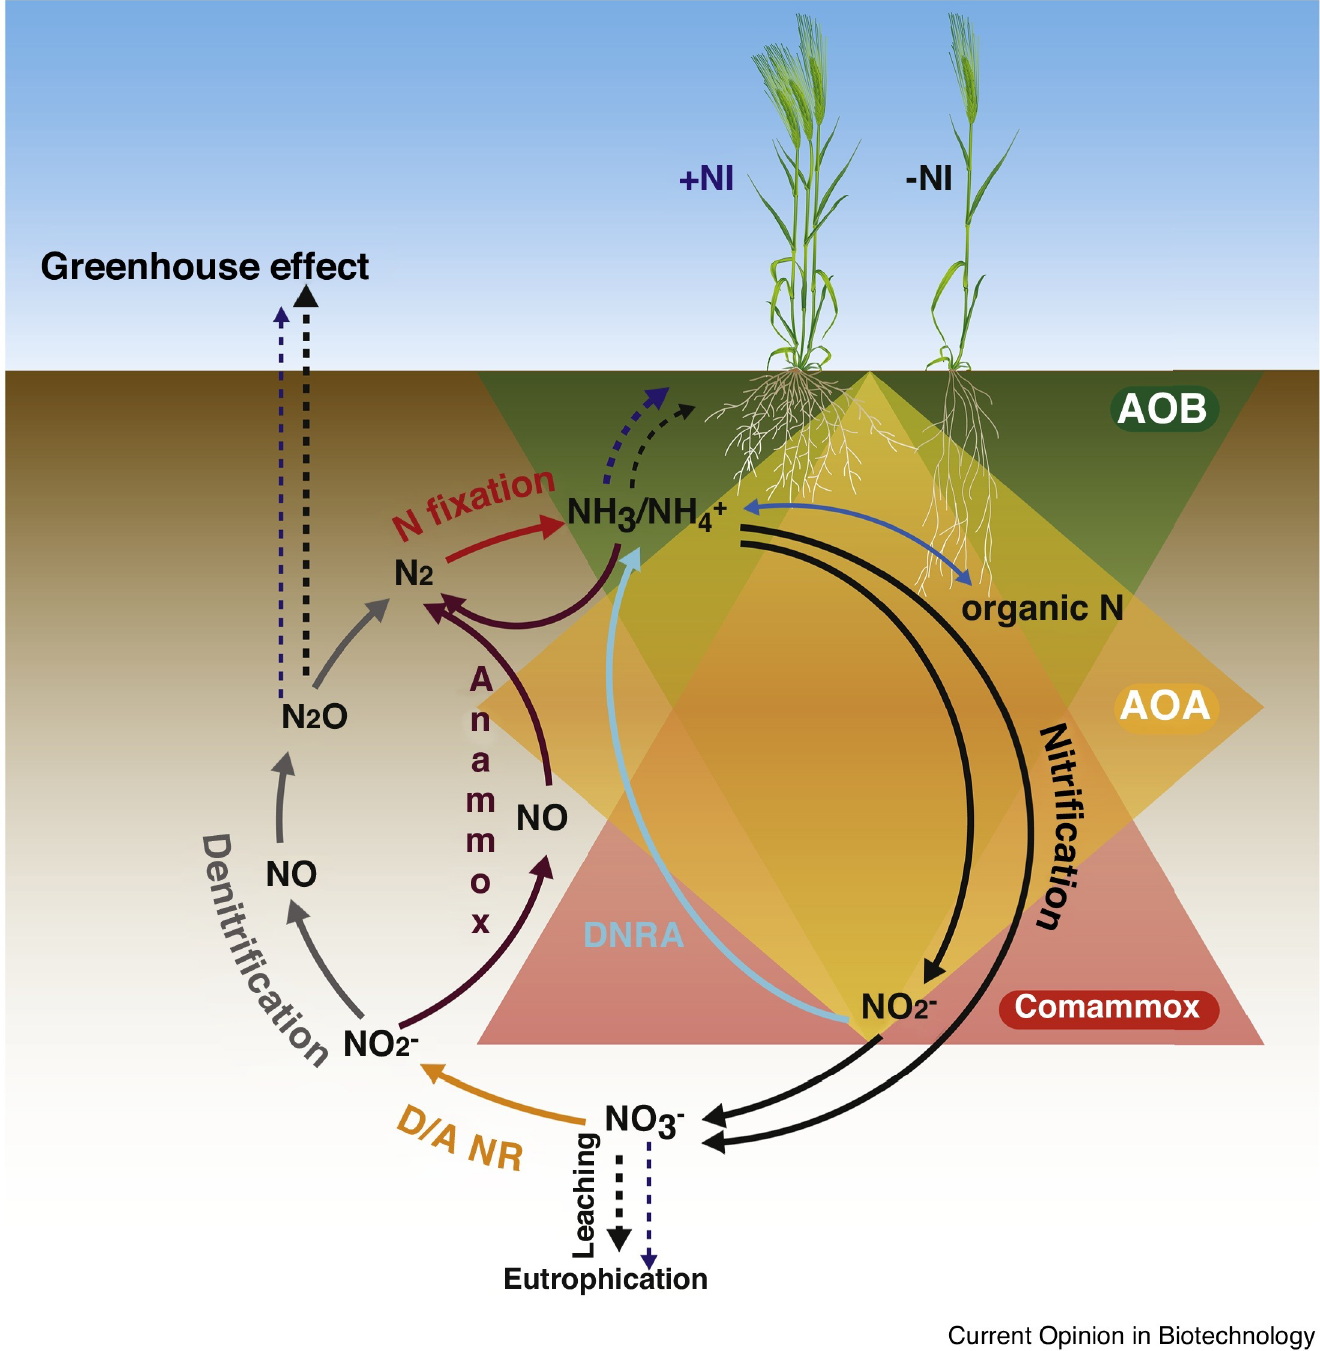 +NI
-NI
Greenhouse effect
AOB
N fixation
NH3/NH4+
N2
organic N
Anammox
AOA
N2O
Nitrification
NO
NO
Denitrification
DNRA
NO2-
Comammox
NO2-
D/A NR
NO3-
Leaching
Eutrophication
Current Opinion in Biotechnology